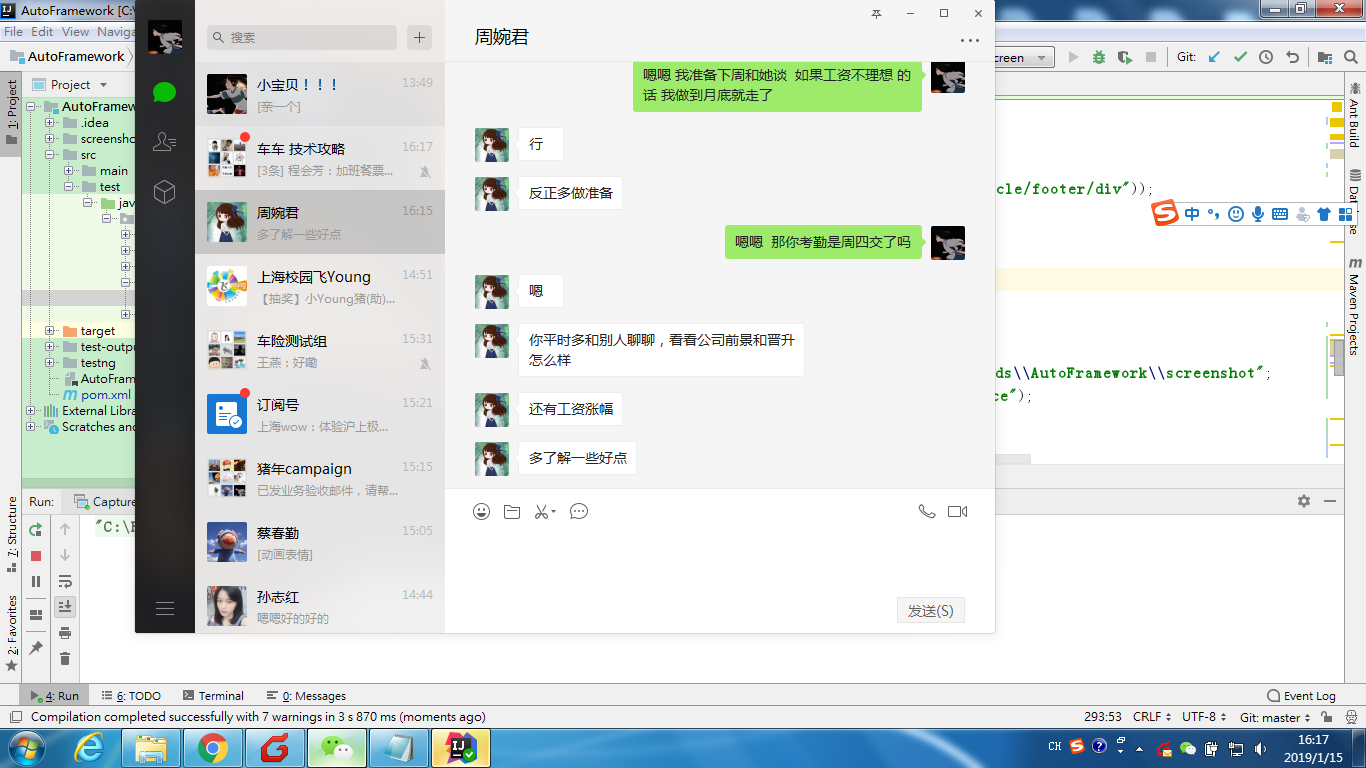 AutoFramework [C:\
File Edit View Naviga
AutoFramework
creen
Git:
1: Project
Project
AutoFramew
.idea
screensho
src
main
test
jav
target
test-outpu
testng
AutoFram
pom.xml
External Libra
Scratches and
搜索
小宝贝！！！ 13:49
[亲一个]
车车 技术攻略 16:17
[3条] 程会芳：加班餐票...
周婉君 16:15
多了解一些好点
上海校园飞Young 14:51
【抽奖】小Young猪(助)...
车险测试组 15:31
王燕：好嘞
订阅号 15:21
上海wow：体验沪上极...
猪年campaign 15:15
已发业务验收邮件，请帮...
蔡春勤 15:05
[动画表情]
孙志红 14:44
嗯嗯好的好的
周婉君
嗯嗯 我准备下周和她谈 如果工资不理想 的
话 我做到月底就走了
行
反正多做准备
嗯嗯 那你考勤是周四交了吗
嗯
你平时多和别人聊聊，看看公司前景和晋升
怎么样
还有工资涨幅
多了解一些好点
发送(S)
cle/footer/div"));
中
ds\\AutoFramework\\screenshot";
ce");
Ant Build
Maven Projects
Run:
Capture
"C:\
7: Structure
2: Favorites
4: Run
6: TODO
Terminal
0: Messages
Event Log
Compilation completed successfully with 7 warnings in 3 s 870 ms (moments ago)
293:53 CRLF UTF-8 Git: master
CH
16:17
2019/1/15